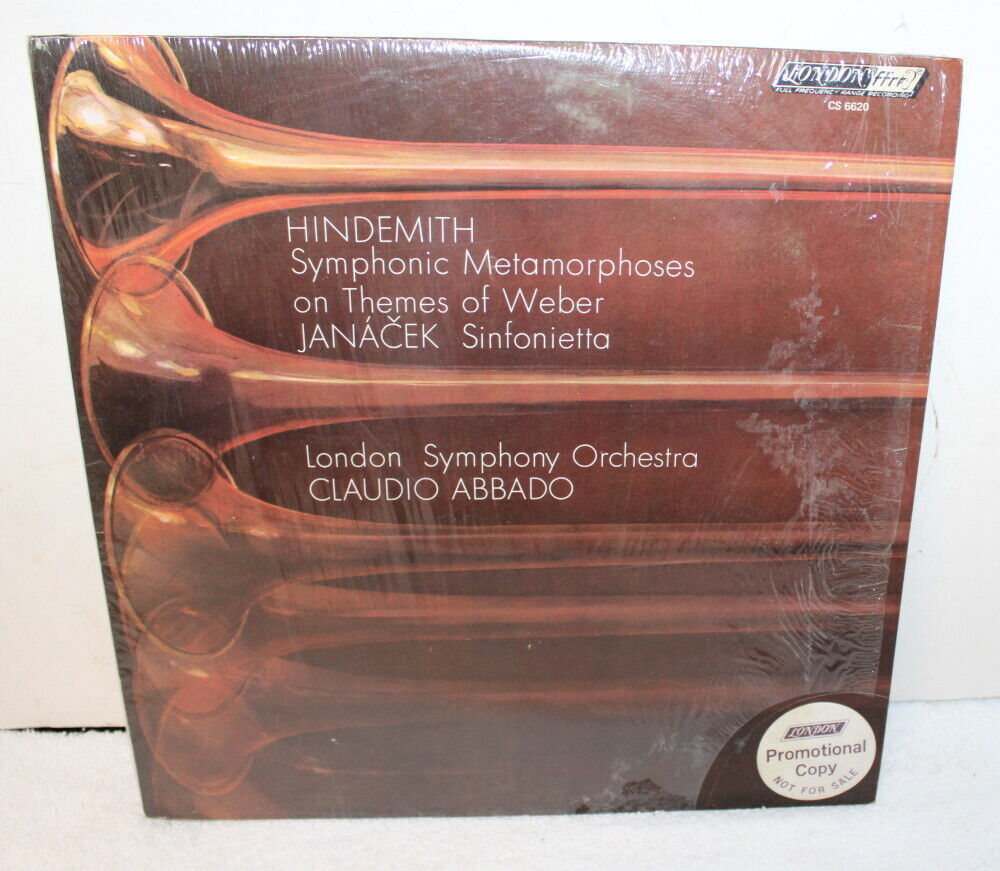 LONDON ffrr
FULL FREQUENCY RANGE RECORDING
CS 6620
HINDEMITH
Symphonic Metamorphoses
on Themes of Weber
JANÁČEK Sinfonietta
London Symphony Orchestra
CLAUDIO ABBADO
LONDON
Promotional
Copy
NOT FOR SALE